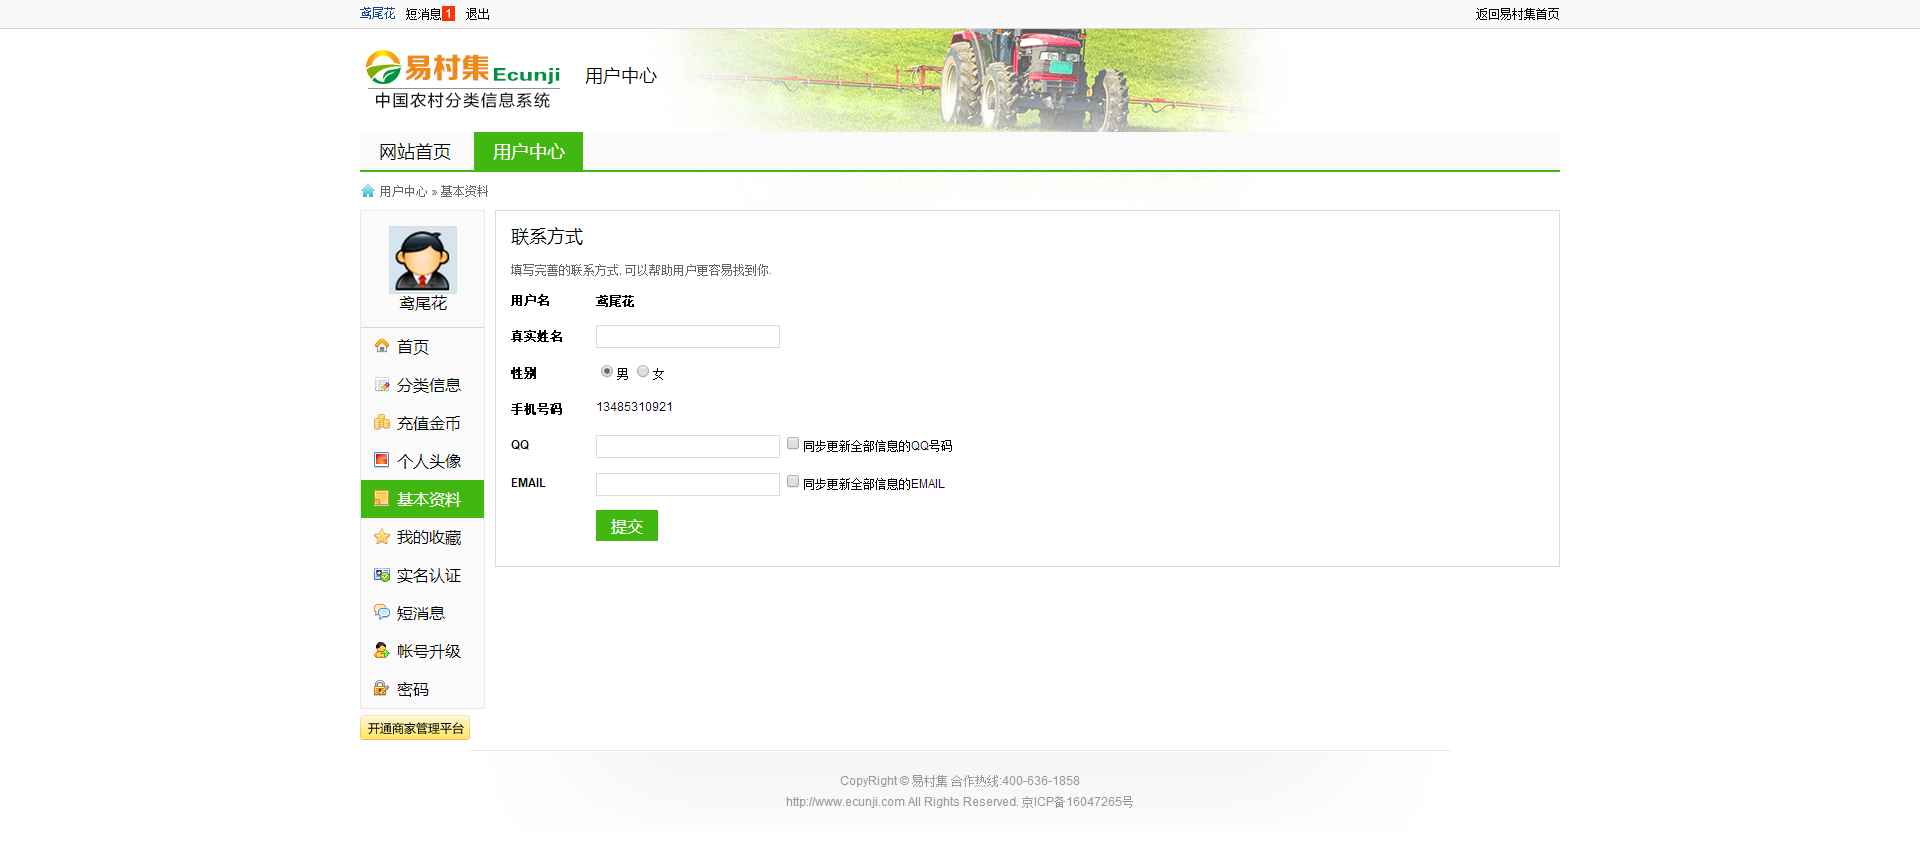 鸢尾花 短消息1 退出 返回易村集首页
易村集Ecunji
中国农村分类信息系统
用户中心
网站首页 用户中心
用户中心 » 基本资料
鸢尾花
首页
分类信息
充值金币
个人头像
基本资料
我的收藏
实名认证
短消息
帐号升级
密码
开通商家管理平台
联系方式
填写完善的联系方式, 可以帮助用户更容易找到你.
用户名 鸢尾花
真实姓名
性别 男 女
手机号码 13485310921
QQ 同步更新全部信息的QQ号码
EMAIL 同步更新全部信息的EMAIL
提交
CopyRight © 易村集 合作热线:400-636-1858
http://www.ecunji.com All Rights Reserved. 京ICP备16047265号